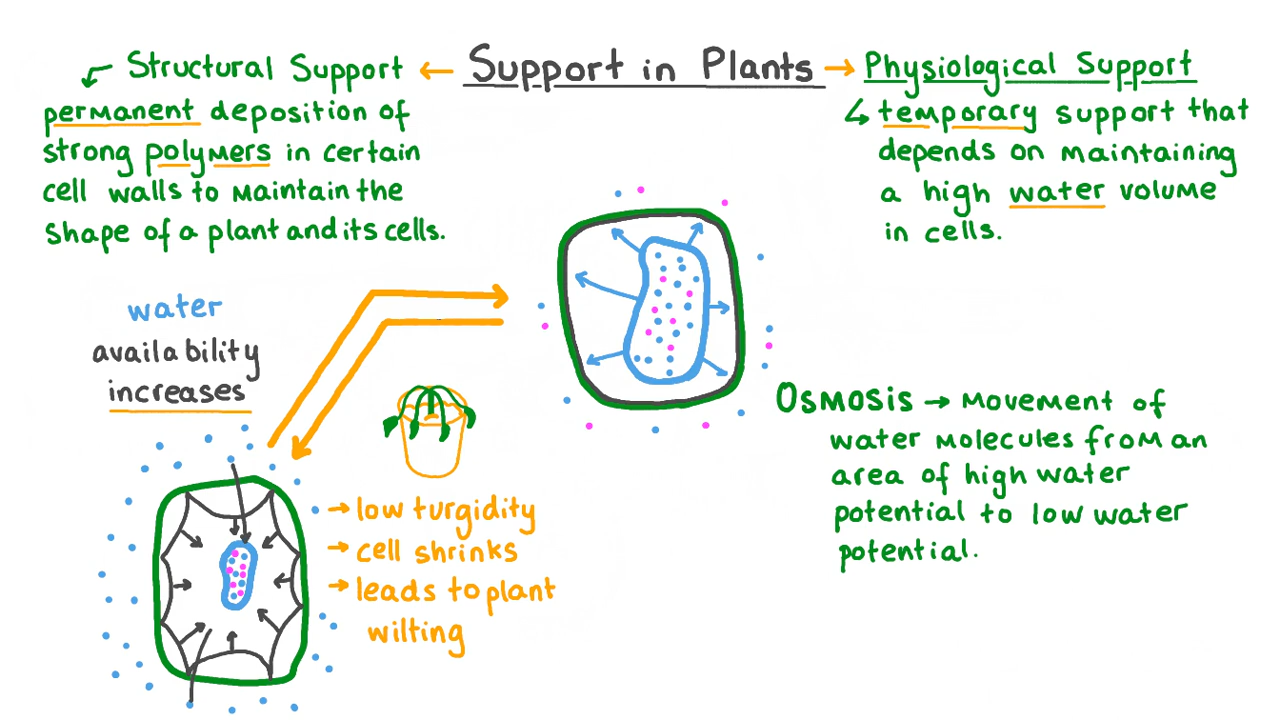 Support in Plants
Structural Support
permanent deposition of
strong polymers in certain
cell walls to maintain the
shape of a plant and its cells.
Physiological Support
temporary support that
depends on maintaining
a high water volume
in cells.
water
availability
increases
low turgidity
cell shrinks
leads to plant
wilting
Osmosis → movement of
water molecules from an
area of high water
potential to low water
potential.